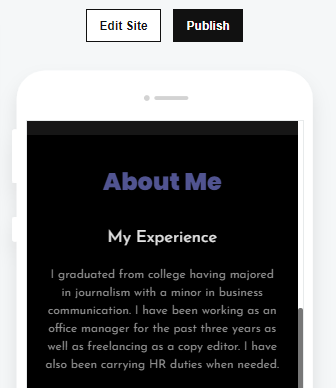 Edit Site
Publish
About Me
My Experience
I graduated from college having majored
in journalism with a minor in business
communication. I have been working as an
office manager for the past three years as
well as freelancing as a copy editor. I have
also been carrying HR duties when needed.